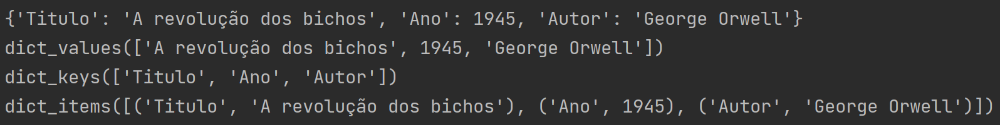 {'Titulo': 'A revolução dos bichos', 'Ano': 1945, 'Autor': 'George Orwell'}
dict_values(['A revolução dos bichos', 1945, 'George Orwell'])
dict_keys(['Titulo', 'Ano', 'Autor'])
dict_items([('Titulo', 'A revolução dos bichos'), ('Ano', 1945), ('Autor', 'George Orwell')])